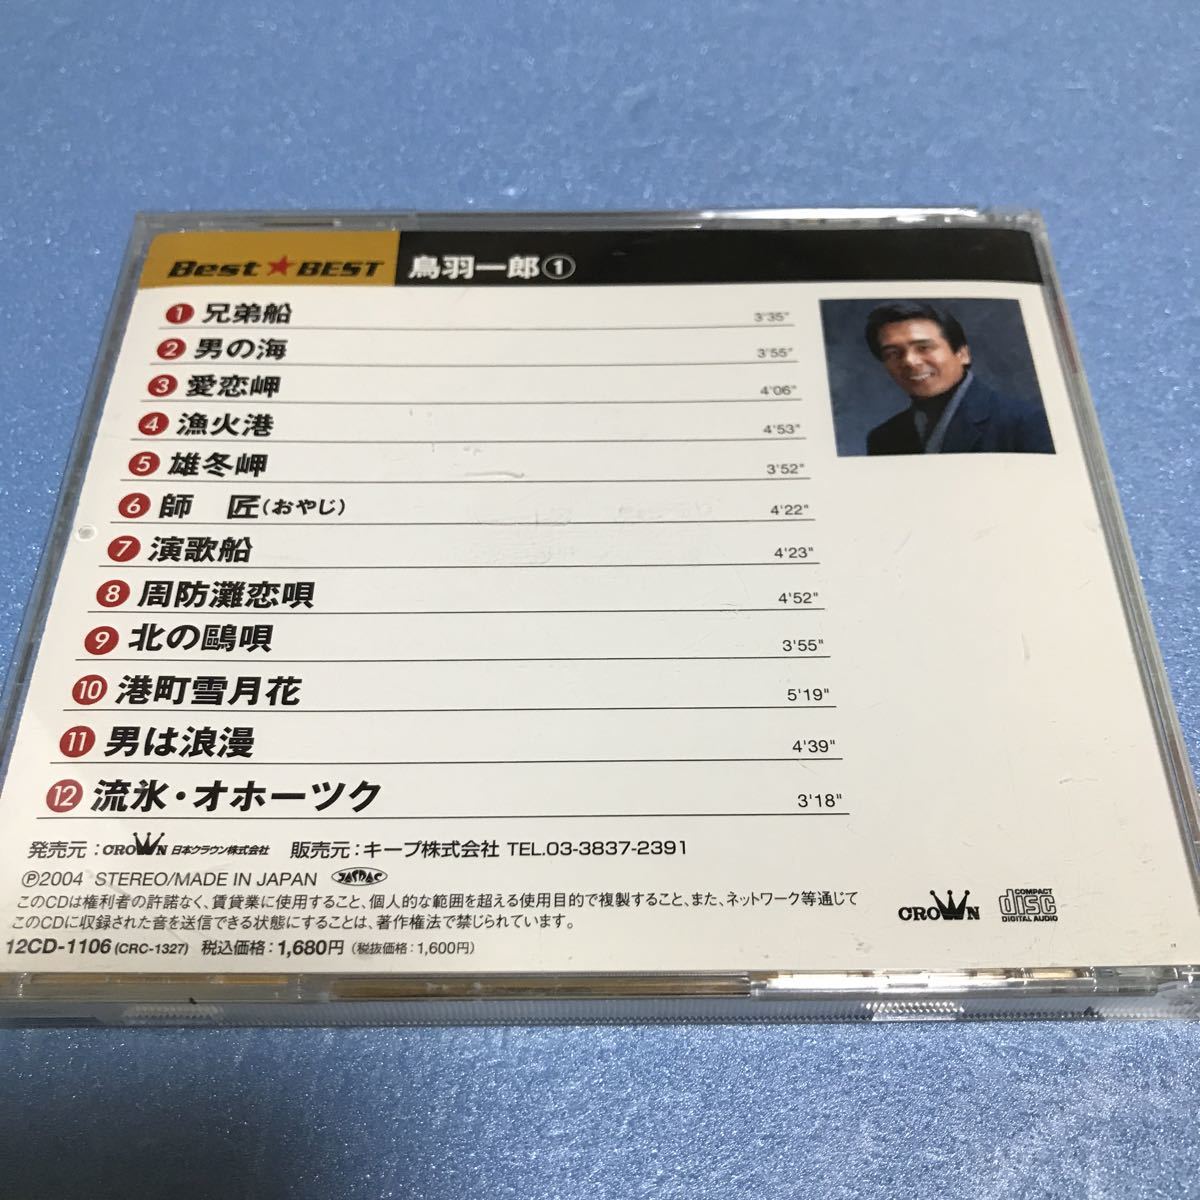 Best★BEST 鳥羽一郎①
1 兄弟船 3'35"
2 男の海 3'55"
3 愛恋岬 4'06"
4 漁火港 4'53"
5 雄冬岬 3'52"
6 師　匠(おやじ) 4'22"
7 演歌船 4'23"
8 周防灘恋唄 4'52"
9 北の鷗唄 3'55"
10 港町雪月花 5'19"
11 男は浪漫 4'39"
12 流氷・オホーツク 3'18"
発売元:CROWN 日本クラウン株式会社 販売元:キープ株式会社 TEL.03-3837-2391
Ⓟ2004 STEREO/MADE IN JAPAN JASRAC
このCDは権利者の許諾なく、賃貸業に使用すること、個人的な範囲を超える使用目的で複製すること、また、ネットワーク等通じて
このCDに収録された音を送信できる状態にすることは、著作権法で禁じられています。
CROWN
COMPACT
disc
DIGITAL AUDIO
12CD-1106 (CRC-1327) 税込価格:1,680円 (税抜価格:1,600円)